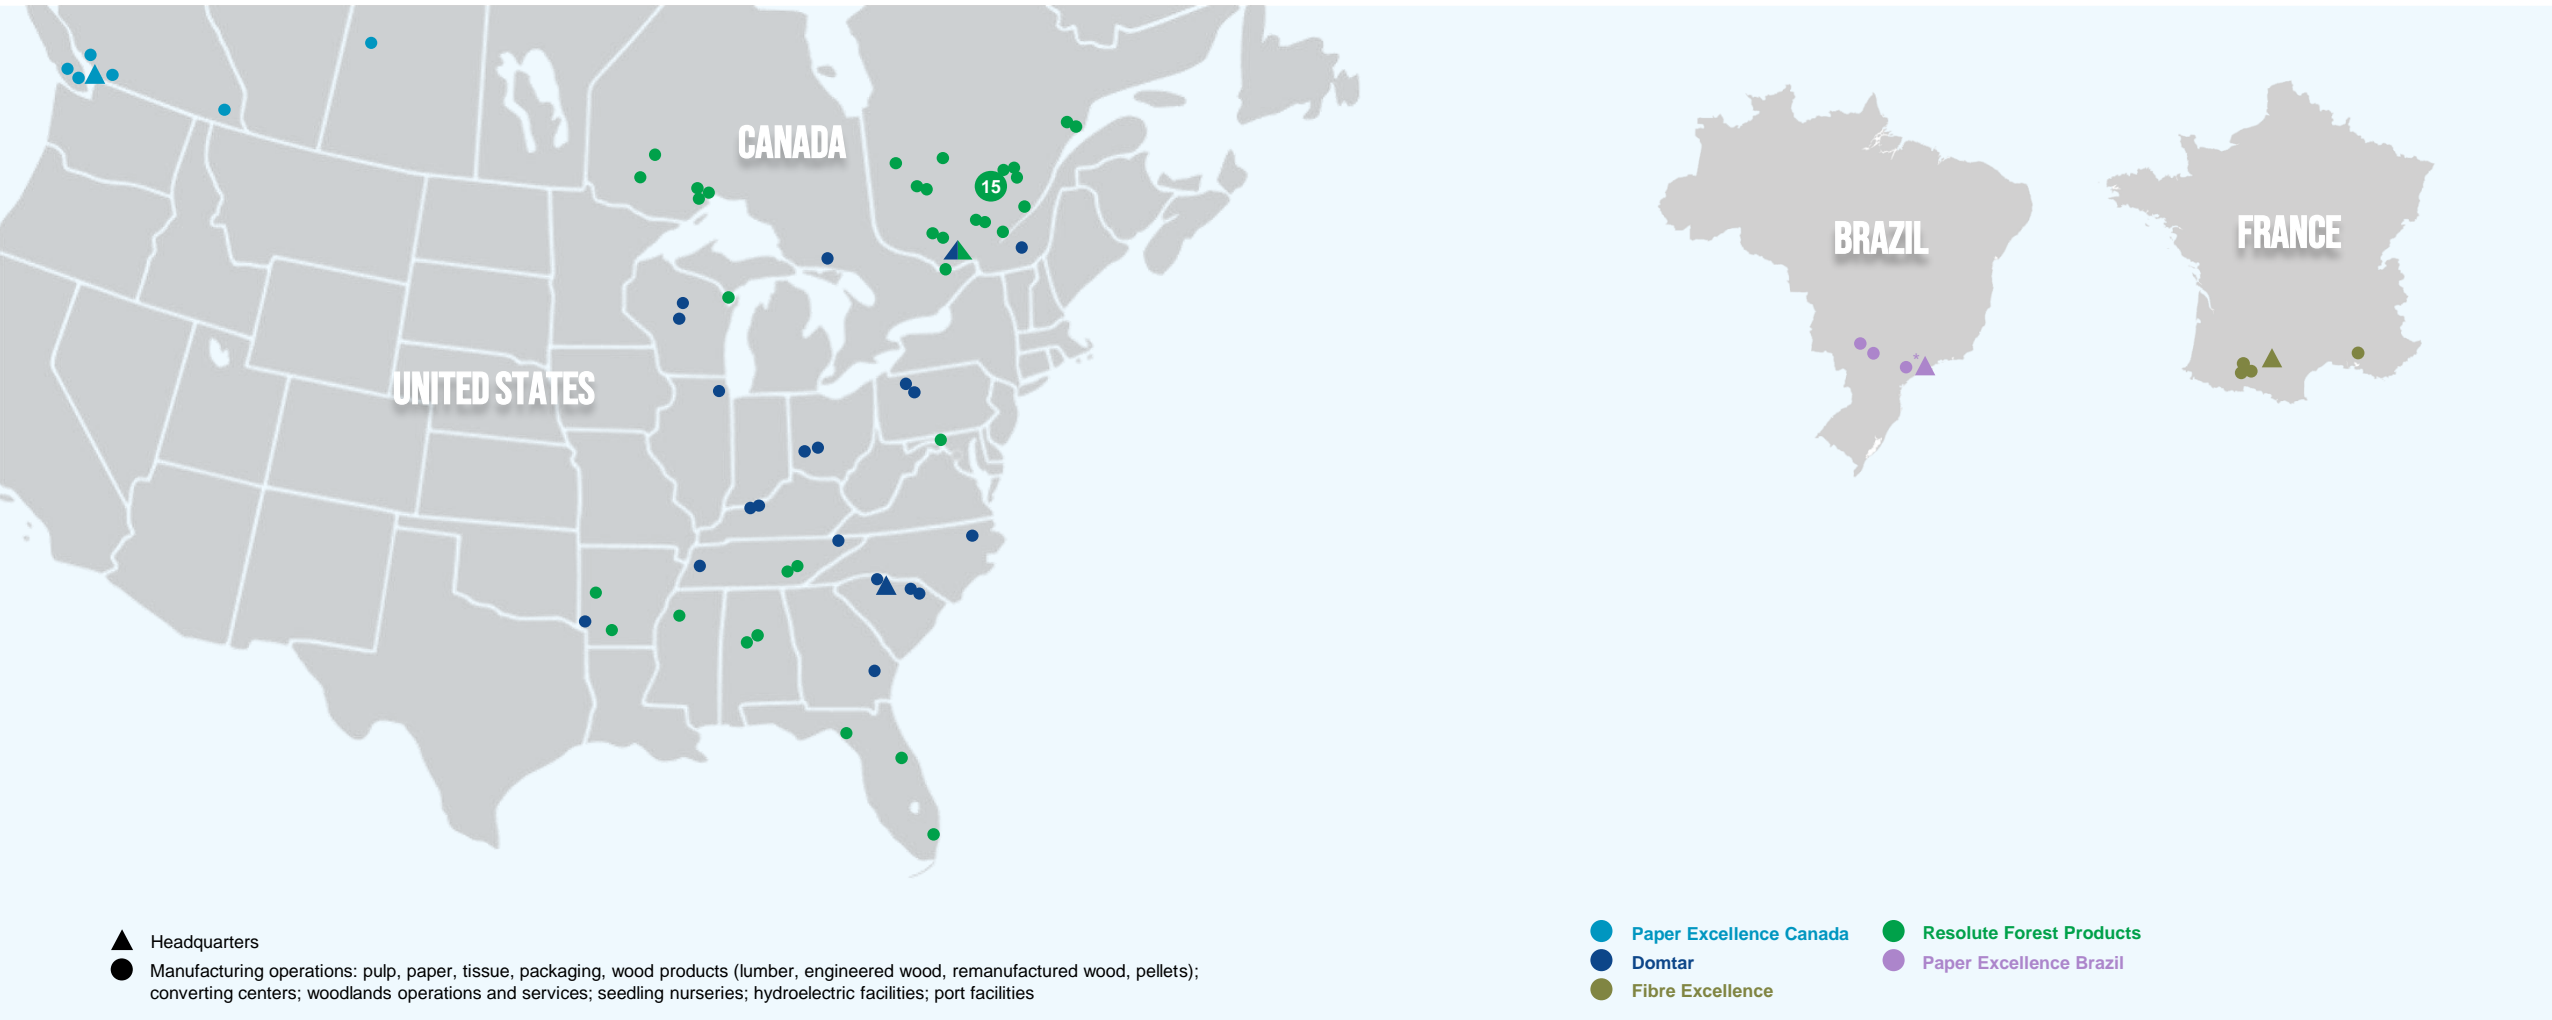 CANADA
15
UNITED STATES
BRAZIL
*
FRANCE
Headquarters
Manufacturing operations: pulp, paper, tissue, packaging, wood products (lumber, engineered wood, remanufactured wood, pellets);
converting centers; woodlands operations and services; seedling nurseries; hydroelectric facilities; port facilities
Paper Excellence Canada
Domtar
Fibre Excellence
Resolute Forest Products
Paper Excellence Brazil